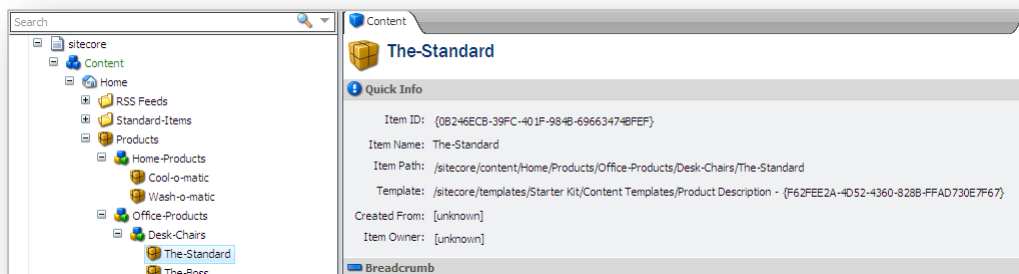 Search
sitecore
Content
Home
RSS Feeds
Standard-Items
Products
Home-Products
Cool-o-matic
Wash-o-matic
Office-Products
Desk-Chairs
The-Standard
The-Boss
Content
The-Standard
Quick Info
Item ID: {0B246ECB-39FC-401F-984B-69663474BFEF}
Item Name: The-Standard
Item Path: /sitecore/content/Home/Products/Office-Products/Desk-Chairs/The-Standard
Template: /sitecore/templates/Starter Kit/Content Templates/Product Description - {F62FEE2A-4D52-4360-828B-FFAD730E7F67}
Created From: [unknown]
Item Owner: [unknown]
Breadcrumb